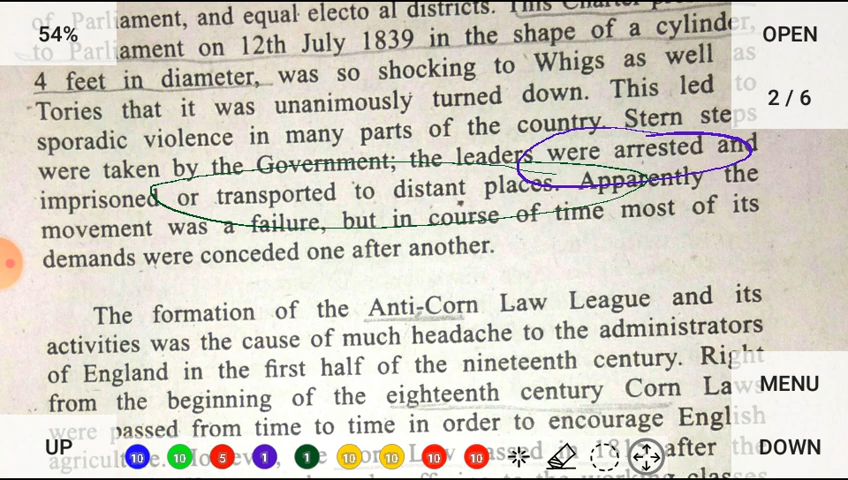 of Parliament, and equal electo al districts. This Charter
to Parliament on 12th July 1839 in the shape of a cylinder,
4 feet in diameter, was so shocking to Whigs as well as
Tories that it was unanimously turned down. This led to
sporadic violence in many parts of the country. Stern steps
were taken by the Government; the leaders were arrested and
imprisoned or transported to distant places. Apparently the
movement was a failure, but in course of time most of its
demands were conceded one after another.
The formation of the Anti-Corn Law League and its
activities was the cause of much headache to the administrators
of England in the first half of the nineteenth century. Right
from the beginning of the eighteenth century Corn Laws
were passed from time to time in order to encourage English
agriculture. after the
54%
OPEN
2 / 6
MENU
UP
DOWN
10 10 5 1 1 10 10 10 10